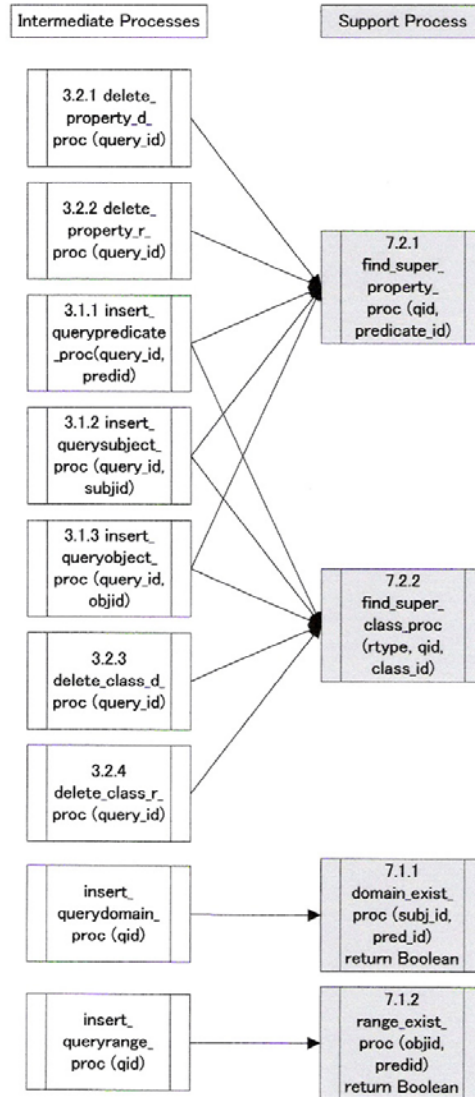 Intermediate Processes
Support Process
3.2.1 delete_
property_d_
proc (query_id)
3.2.2 delete_
property_r_
proc (query_id)
3.1.1 insert_
querypredicate
_proc(query_id,
predid)
3.1.2 insert_
querysubject_
proc (query_id,
subjid)
3.1.3 insert_
queryobject_
proc (query_id,
objid)
3.2.3
delete_class_d_
proc (query_id)
3.2.4
delete_class_r_
proc (query_id)
insert_
querydomain_
proc (qid)
insert_
queryrange_
proc (qid)
7.2.1
find_super_
property_
proc (qid,
predicate_id)
7.2.2
find_super_
class_proc
(rtype, qid,
class_id)
7.1.1
domain_exist_
proc (subj_id,
pred_id)
return Boolean
7.1.2
range_exist_
proc (objid,
predid)
return Boolean